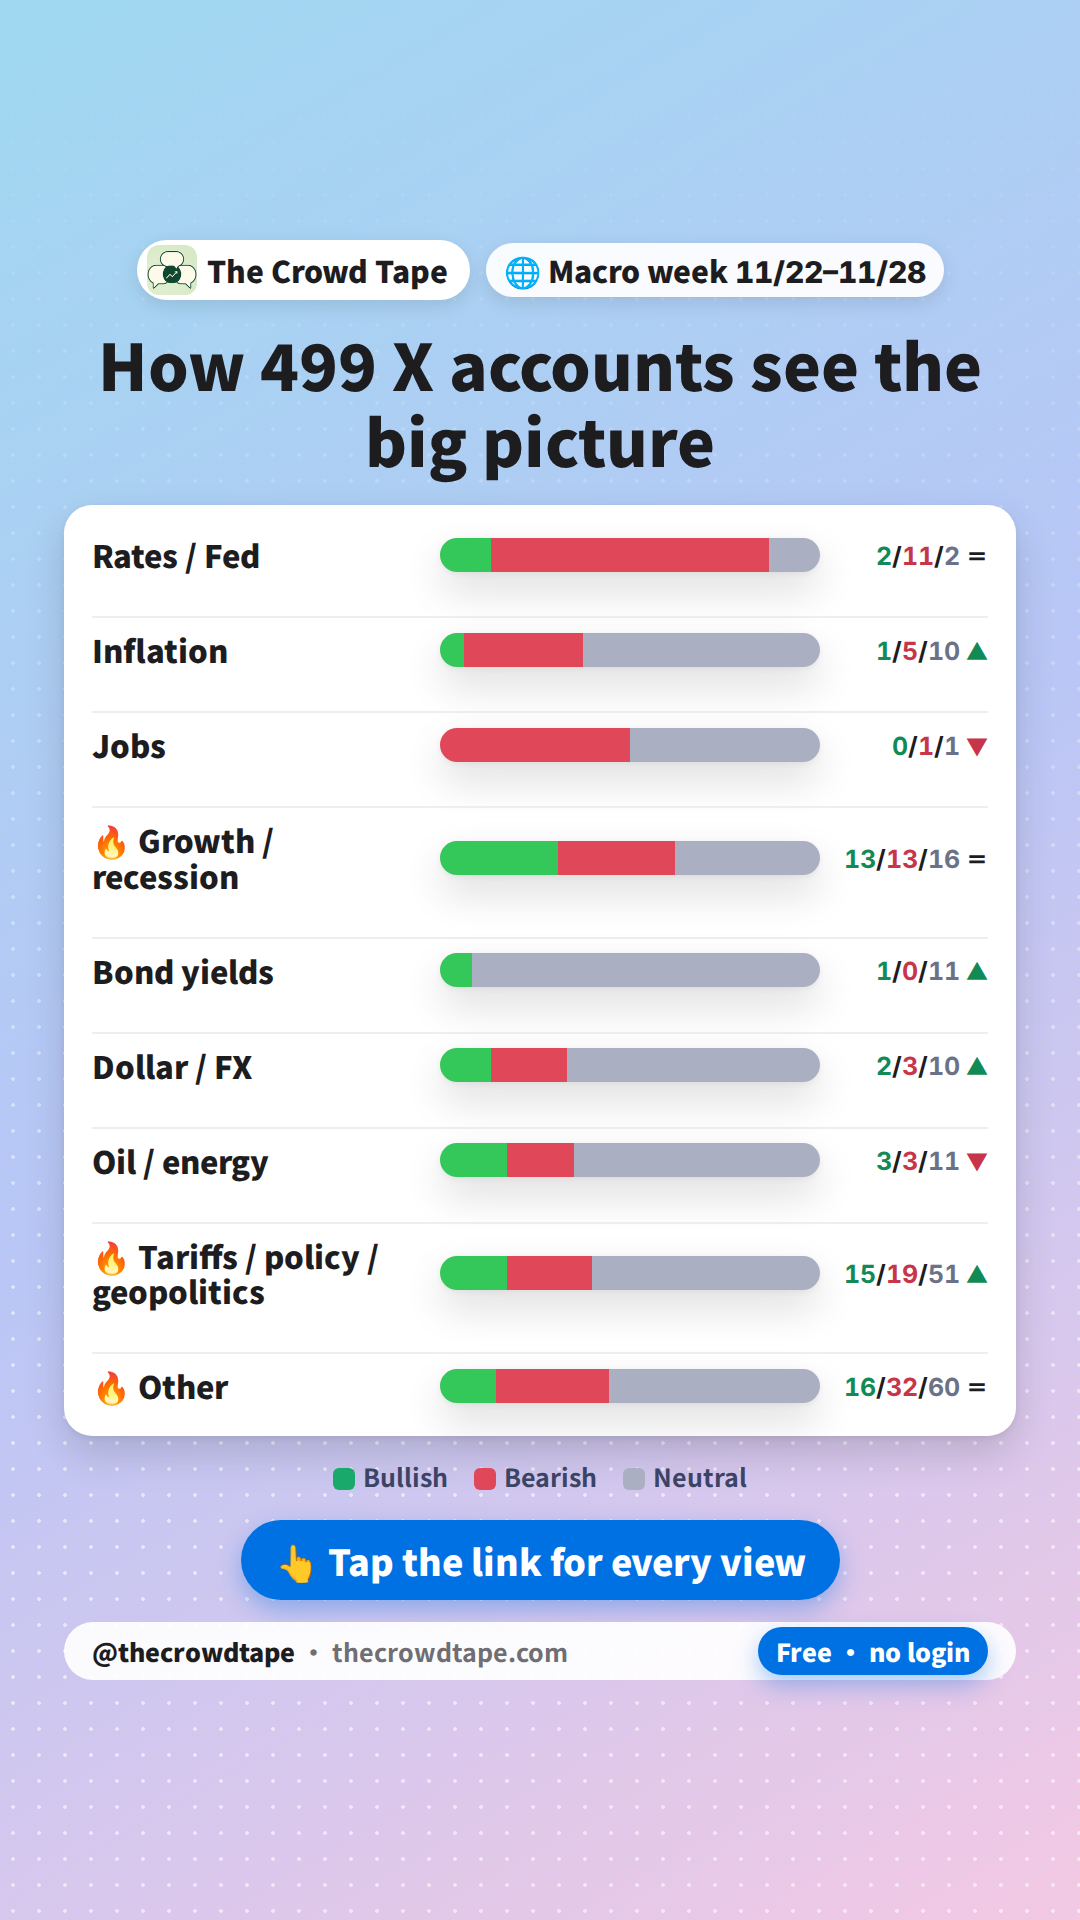 The Crowd Tape
🌐 Macro week 11/22–11/28
How 499 X accounts see the
big picture
Rates / Fed 2/11/2 =
Inflation 1/5/10 ▲
Jobs 0/1/1 ▼
🔥 Growth /
recession 13/13/16 =
Bond yields 1/0/11 ▲
Dollar / FX 2/3/10 ▲
Oil / energy 3/3/11 ▼
🔥 Tariffs / policy /
geopolitics 15/19/51 ▲
🔥 Other 16/32/60 =
Bullish Bearish Neutral
👆 Tap the link for every view
@thecrowdtape • thecrowdtape.com Free • no login